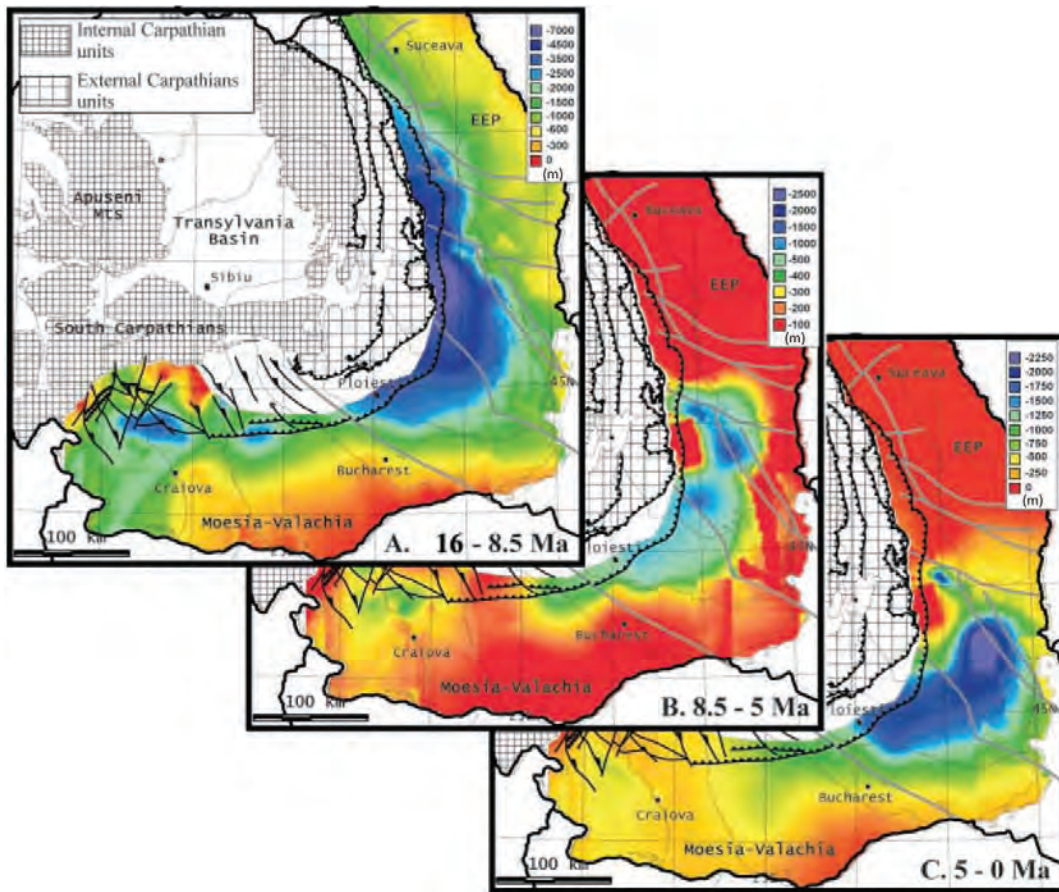 Internal Carpathian
units
External Carpathians
units
-7000
-4500
-3500
-2500
-2000
-1500
-1000
-600
-300
0
(m)
Suceava
EEP
Apuseni
Mts
Transylvania
Basin
Sibiu
South Carpathians
Ploiesti
45N
Bucharest
Craiova
Moesia-Valachia
100 km
A. 16 - 8.5 Ma
-2500
-2000
-1500
-1000
-500
-400
-300
-200
-100
(m)
Suceava
EEP
loiesti
45N
Bucharest
Craiova
Moesia-Valachia
100 km
B. 8.5 - 5 Ma
-2250
-2000
-1750
-1500
-1250
-1000
-750
-500
-250
0
(m)
Suceava
EEP
loiesti
45N
Bucharest
Craiova
Moesia-Valachia
100 km
C. 5 - 0 Ma